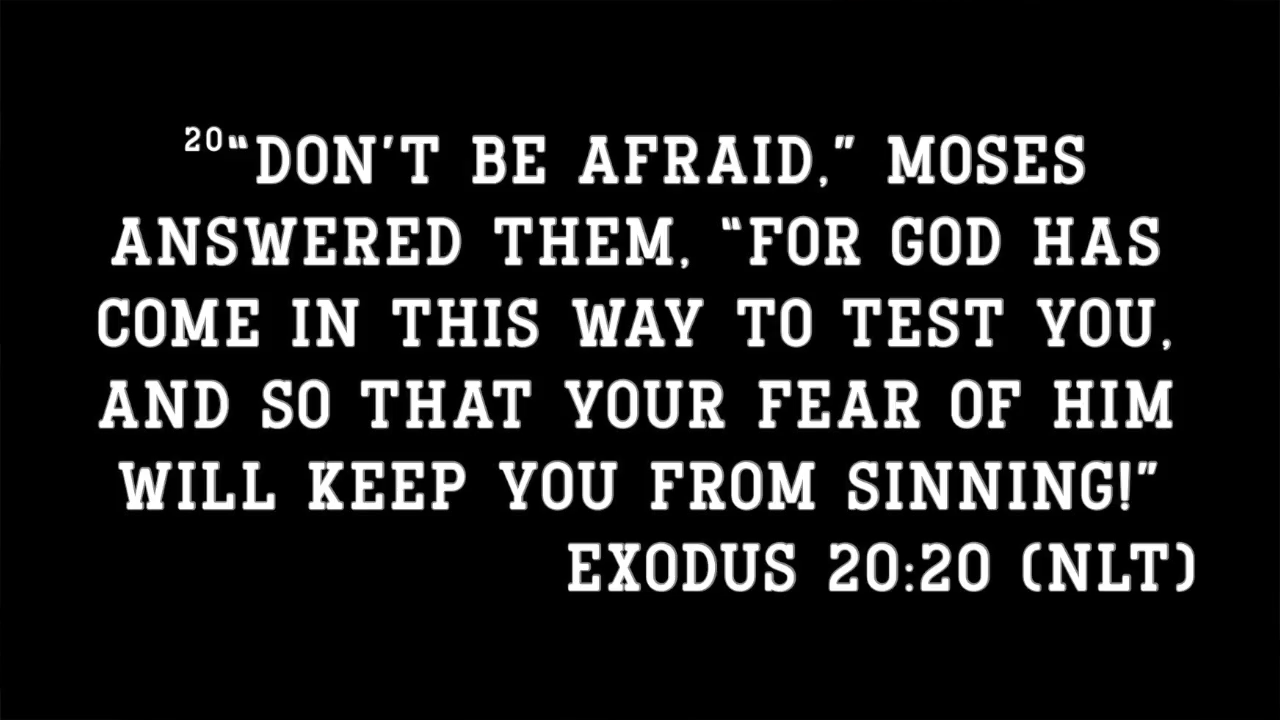 20“DON'T BE AFRAID,” MOSES
ANSWERED THEM, “FOR GOD HAS
COME IN THIS WAY TO TEST YOU,
AND SO THAT YOUR FEAR OF HIM
WILL KEEP YOU FROM SINNING!”
EXODUS 20:20 (NLT)